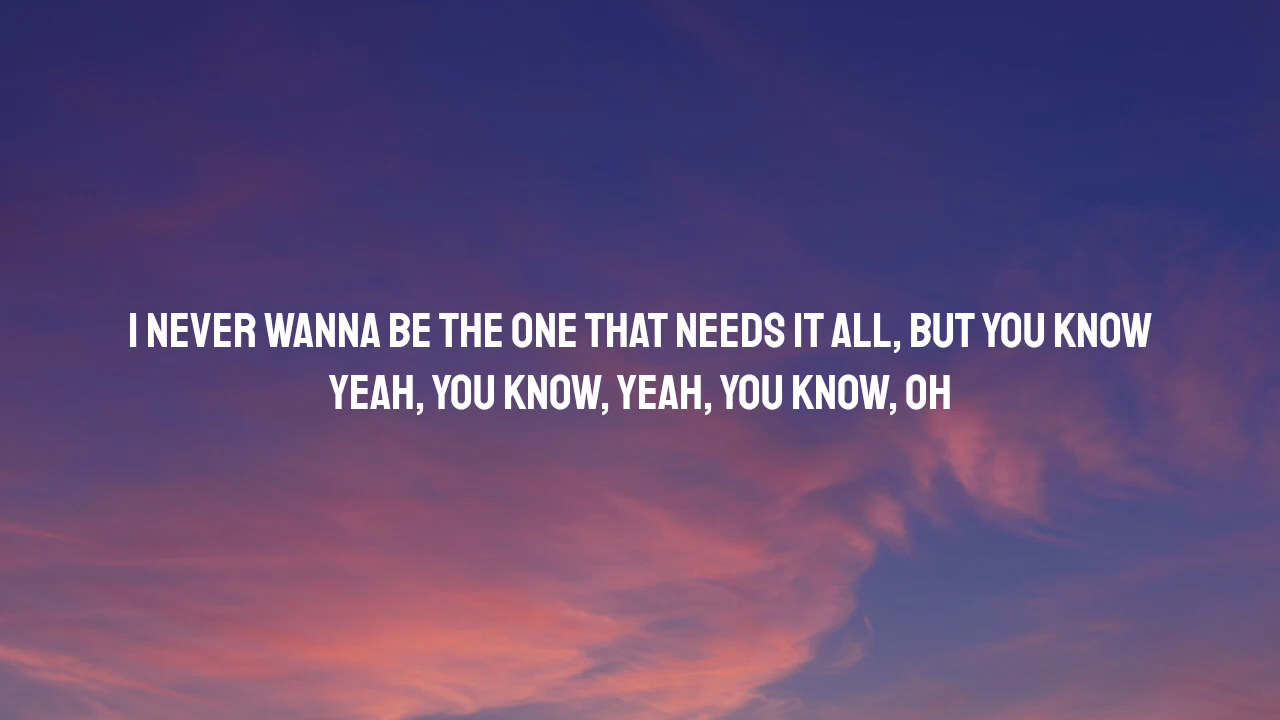 I NEVER WANNA BE THE ONE THAT NEEDS IT ALL, BUT YOU KNOW
YEAH, YOU KNOW, YEAH, YOU KNOW, OH